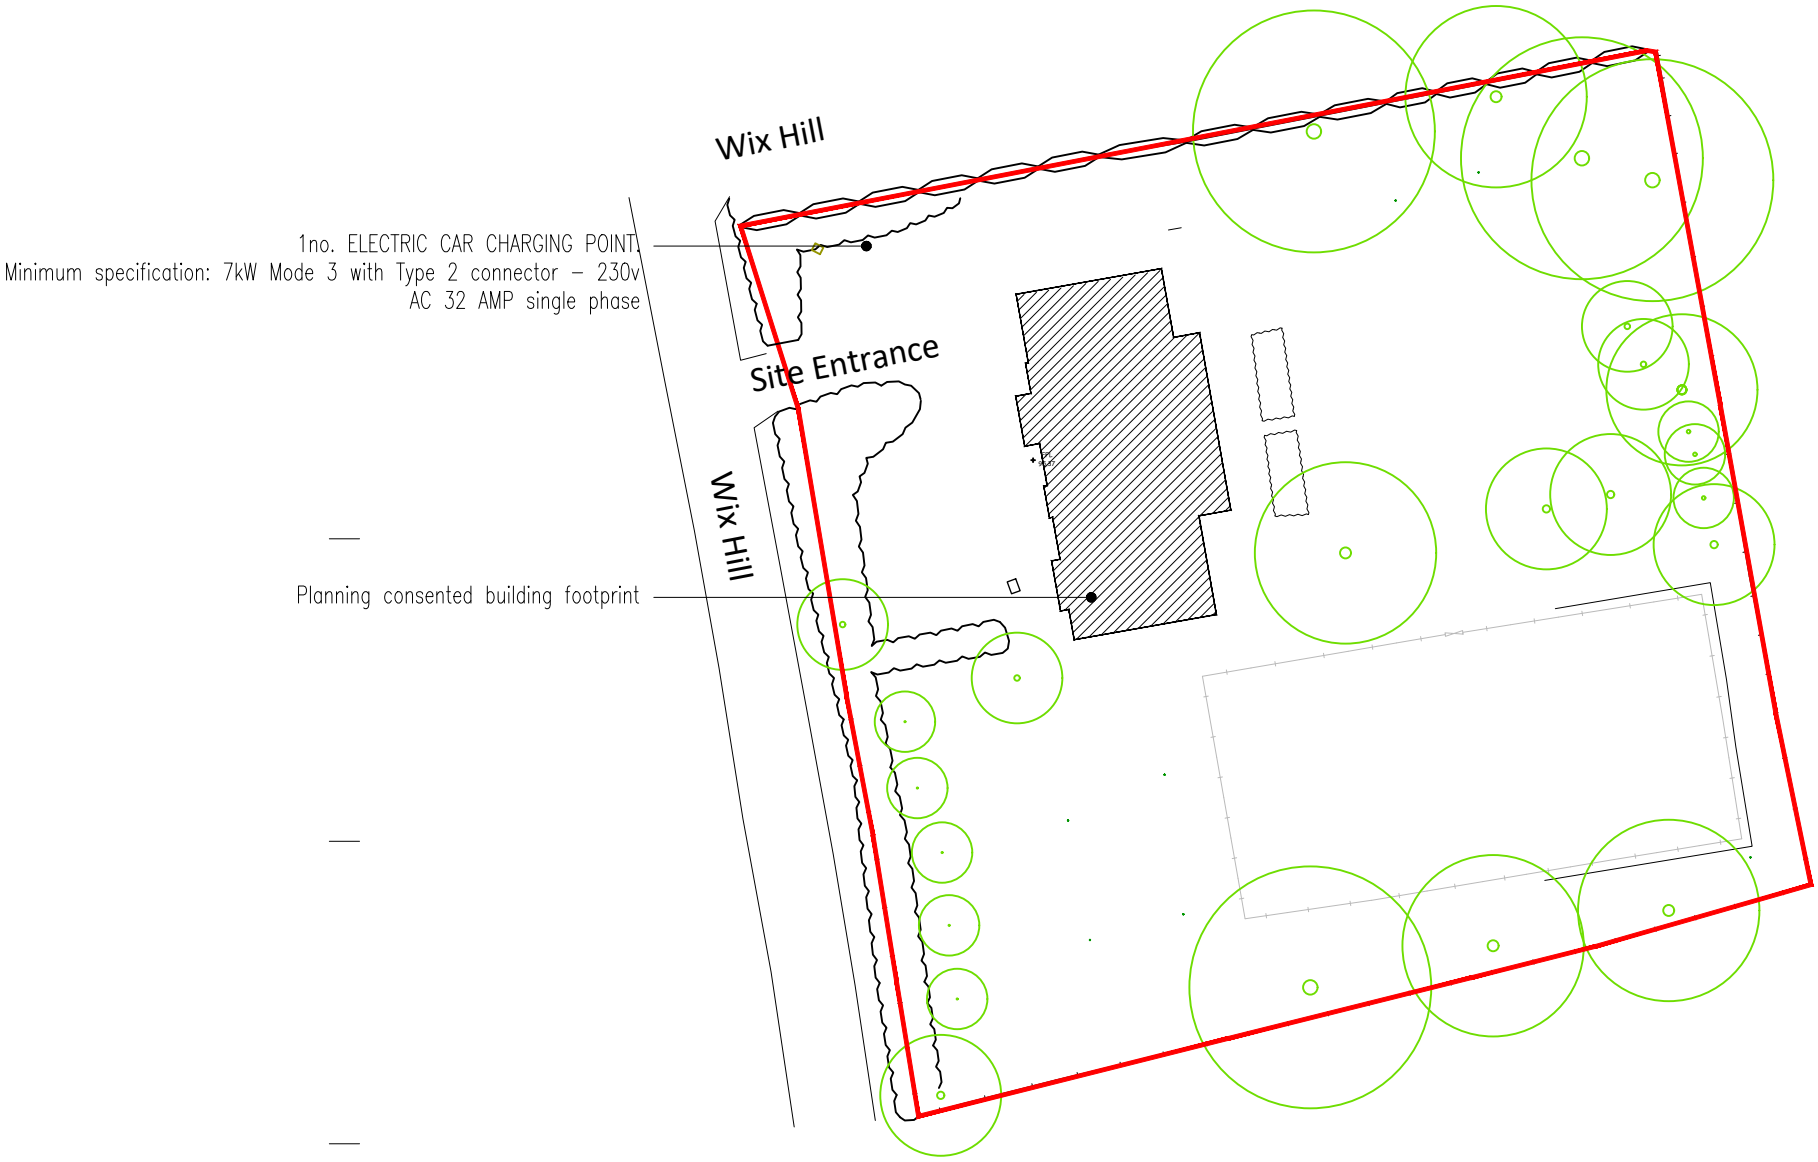 Wix Hill
1no. ELECTRIC CAR CHARGING POINT.
Minimum specification: 7kW Mode 3 with Type 2 connector – 230v
AC 32 AMP single phase
Site Entrance
Wix Hill
Planning consented building footprint